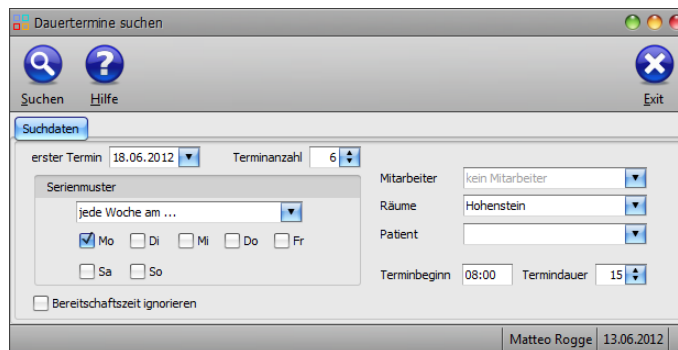 Dauertermine suchen
Suchen Hilfe Exit
Suchdaten
erster Termin 18.06.2012 Terminanzahl 6
Serienmuster
jede Woche am ...
Mo Di Mi Do Fr
Sa So
Bereitschaftszeit ignorieren
Mitarbeiter kein Mitarbeiter
Räume Hohenstein
Patient
Terminbeginn 08:00 Termindauer 15
Matteo Rogge 13.06.2012